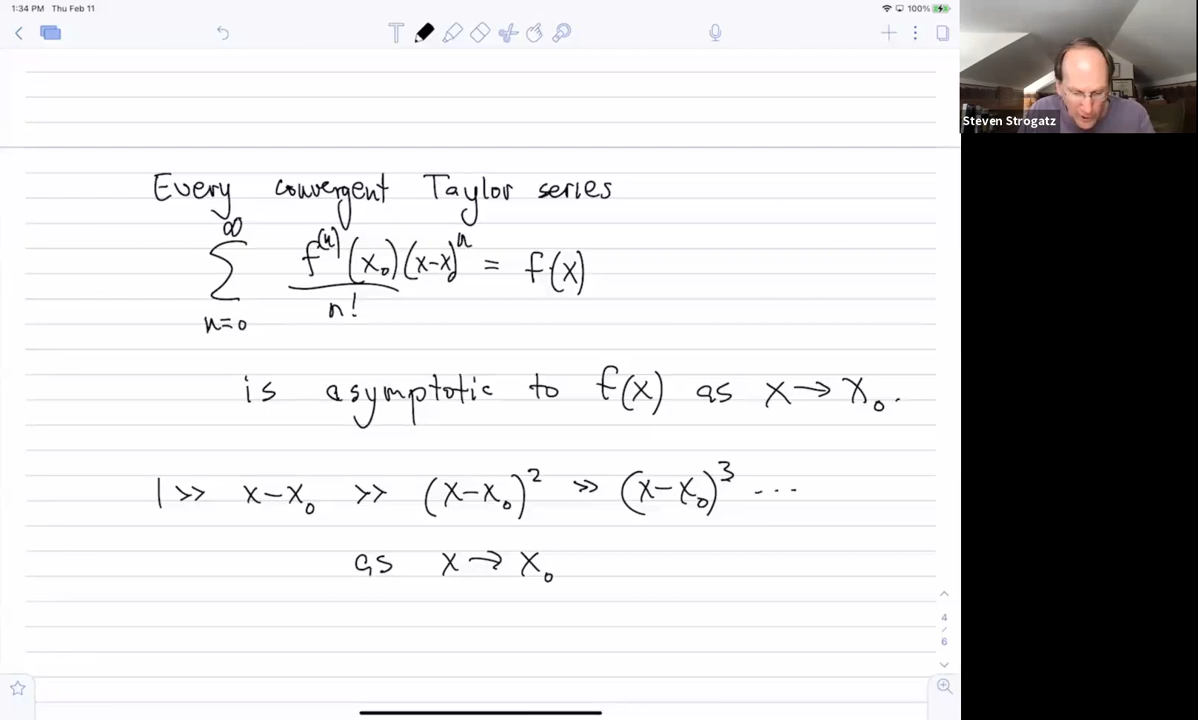 1:34 PM Thu Feb 11
100%
Steven Strogatz
Every convergent Taylor series
∞
∑ f^(n)(x₀)(x-x₀)^n = f(x)
n!
n=0
is asymptotic to f(x) as x→x₀.
1 >> x-x₀ >> (x-x₀)² >> (x-x₀)³ ...
as x→x₀
4
/
6